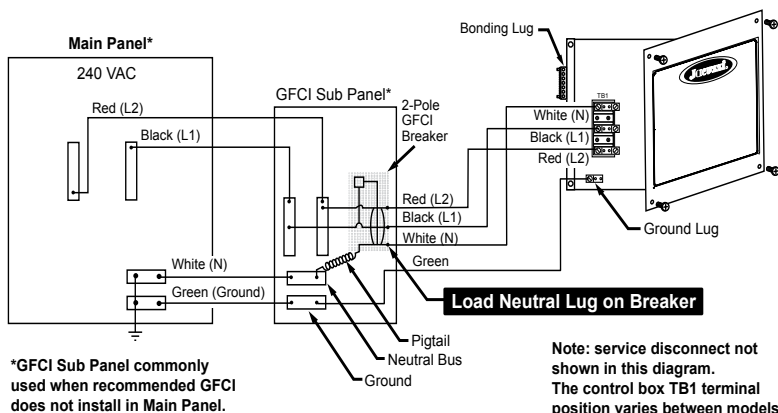 Main Panel*
240 VAC
Red (L2)
Black (L1)
White (N)
Green (Ground)
GFCI Sub Panel*
2-Pole
GFCI
Breaker
Red (L2)
Black (L1)
White (N)
Green
Load Neutral Lug on Breaker
Pigtail
Neutral Bus
Ground
Bonding Lug
Jacuzzi
TB1
White (N)
Black (L1)
Red (L2)
Ground Lug
*GFCI Sub Panel commonly
used when recommended GFCI
does not install in Main Panel.
Note: service disconnect not
shown in this diagram.
The control box TB1 terminal
position varies between models